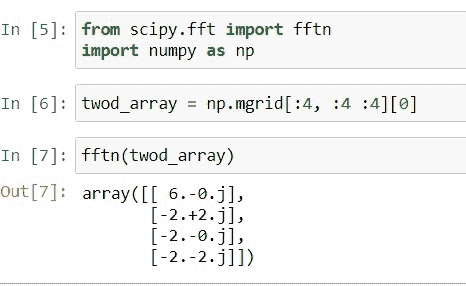 In [5]: from scipy.fft import fftn
import numpy as np
In [6]: twod_array = np.mgrid[:4, :4 :4][0]
In [7]: fftn(twod_array)
Out[7]: array([[ 6.-0.j],
[-2.+2.j],
[-2.-0.j],
[-2.-2.j]])